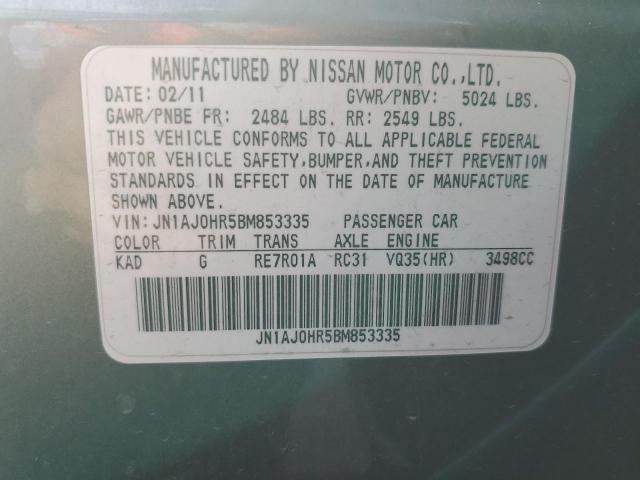 MANUFACTURED BY NISSAN MOTOR CO.,LTD.
DATE: 02/11 GVWR/PNBV: 5024 LBS.
GAWR/PNBE FR: 2484 LBS. RR: 2549 LBS.
THIS VEHICLE CONFORMS TO ALL APPLICABLE FEDERAL
MOTOR VEHICLE SAFETY,BUMPER,AND THEFT PREVENTION
STANDARDS IN EFFECT ON THE DATE OF MANUFACTURE
SHOWN ABOVE.
VIN: JN1AJ0HR5BM853335 PASSENGER CAR
COLOR TRIM TRANS AXLE ENGINE
KAD G RE7R01A RC31 VQ35(HR) 3498CC
JN1AJ0HR5BM853335